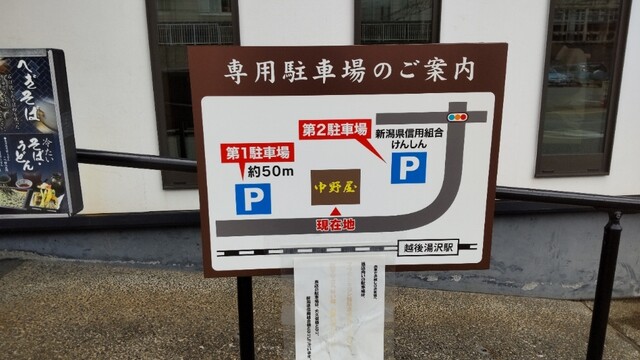 専用駐車場のご案内
第2駐車場
新潟県信用組合
けんしん
P
第1駐車場
約50m
P
中野屋
現在地
越後湯沢駅
へぎそば
冷たい
そば
うどん